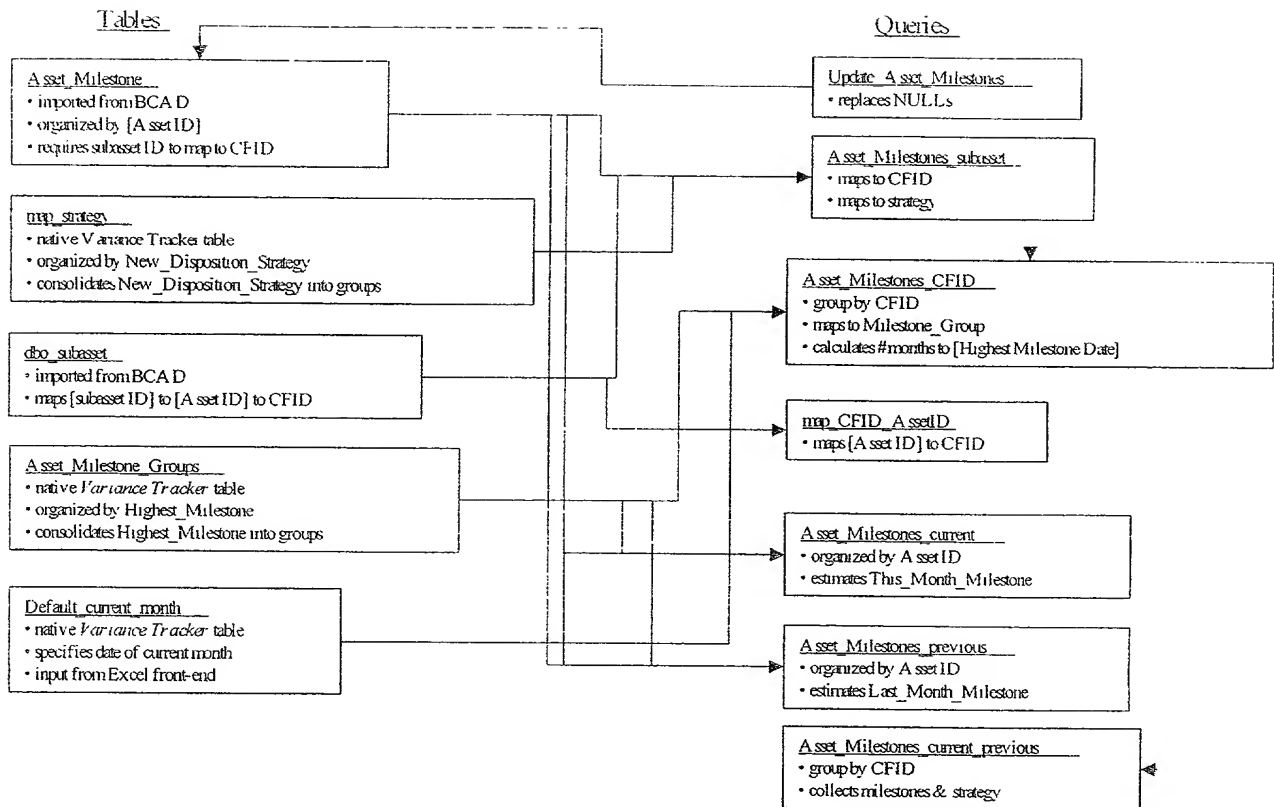 Tables
Asset_Milestone
• imported from BCAD
• organized by [Asset ID]
• requires subasset ID to map to CFID
map_strategy
• native Variance Tracker table
• organized by New_Disposition_Strategy
• consolidates New_Disposition_Strategy into groups
dbo_subasset
• imported from BCAD
• maps [subasset ID] to [Asset ID] to CFID
Asset_Milestone_Groups
• native Variance Tracker table
• organized by Highest_Milestone
• consolidates Highest_Milestone into groups
Default_current_month
• native Variance Tracker table
• specifies date of current month
• input from Excel front-end
Queries
Update_Asset_Milestones
• replaces NULLs
Asset_Milestones_subasset
• maps to CFID
• maps to strategy
Asset_Milestones_CFID
• group by CFID
• maps to Milestone_Group
• calculates #months to [Highest Milestone Date]
map_CFID_AssetID
• maps [Asset ID] to CFID
Asset_Milestones_current
• organized by Asset ID
• estimates This_Month_Milestone
Asset_Milestones_previous
• organized by Asset ID
• estimates Last_Month_Milestone
Asset_Milestones_current_previous
• group by CFID
• collects milestones & strategy